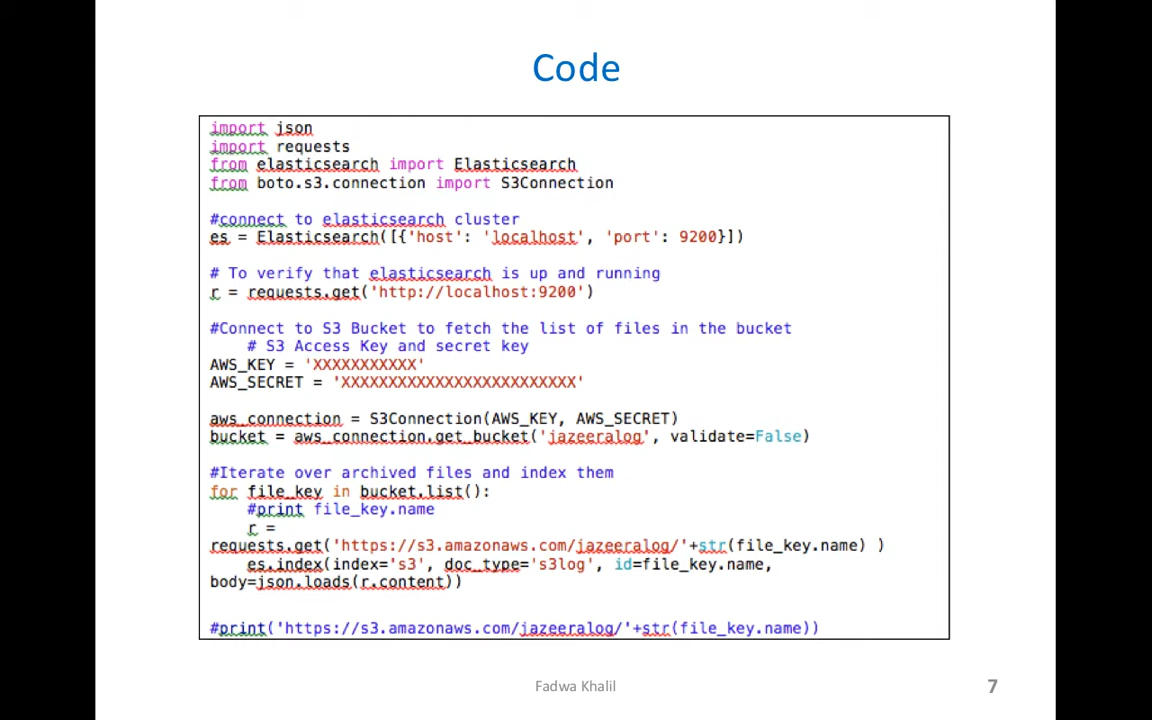 Code
import json
import requests
from elasticsearch import Elasticsearch
from boto.s3.connection import S3Connection
#connect to elasticsearch cluster
es = Elasticsearch([{'host': 'localhost', 'port': 9200}])
# To verify that elasticsearch is up and running
r = requests.get('http://localhost:9200')
#Connect to S3 Bucket to fetch the list of files in the bucket
    # S3 Access Key and secret key
AWS_KEY = 'XXXXXXXXXXX'
AWS_SECRET = 'XXXXXXXXXXXXXXXXXXXXXXXXX'
aws_connection = S3Connection(AWS_KEY, AWS_SECRET)
bucket = aws_connection.get_bucket('jazeeralog', validate=False)
#Iterate over archived files and index them
for file_key in bucket.list():
    #print file_key.name
    r =
requests.get('https://s3.amazonaws.com/jazeeralog/'+str(file_key.name) )
    es.index(index='s3', doc_type='s3log', id=file_key.name,
body=json.loads(r.content))
#print('https://s3.amazonaws.com/jazeeralog/'+str(file_key.name))
Fadwa Khalil
7